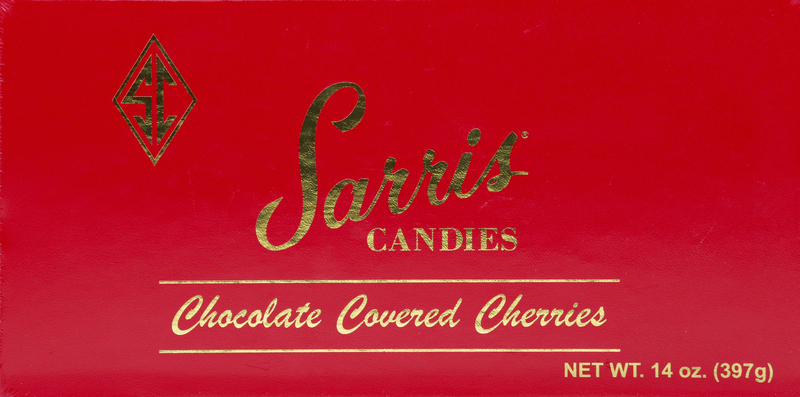 SC
Sarris®
CANDIES
Chocolate Covered Cherries
NET WT. 14 oz. (397g)